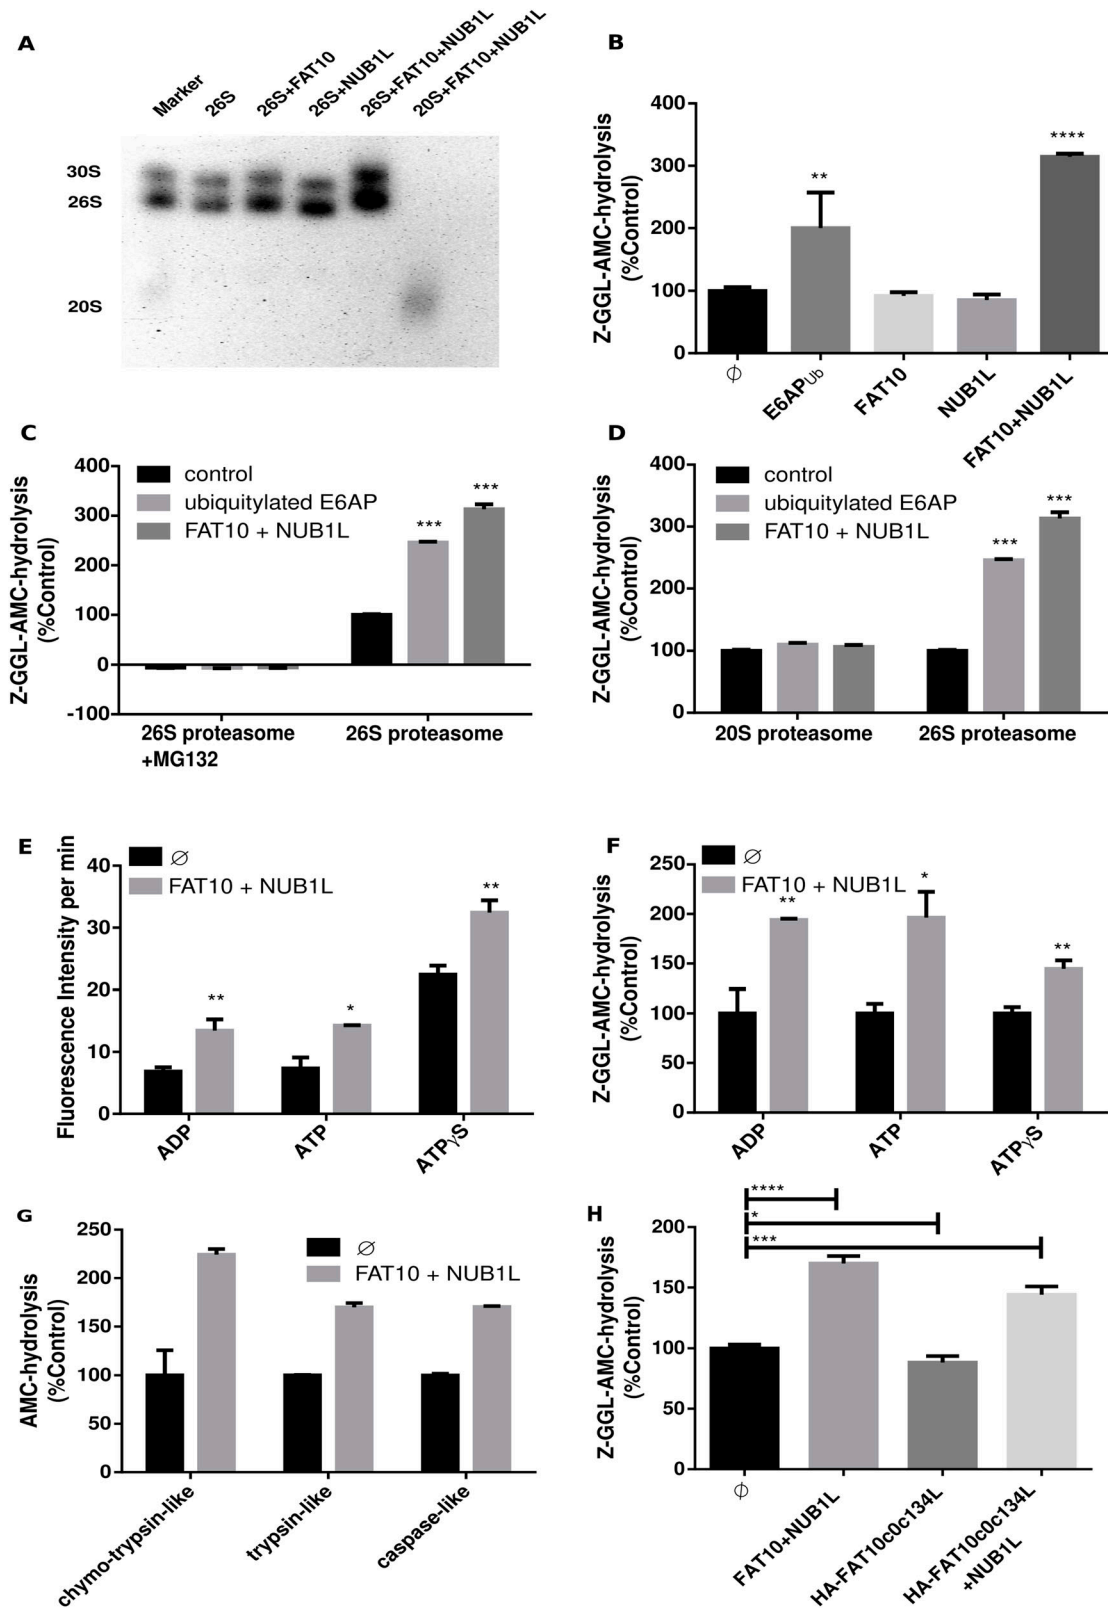 A
Marker
26S
26S+FAT10
26S+NUB1L
26S+FAT10+NUB1L
20S+FAT10+NUB1L
30S
26S
20S
B
Z-GGL-AMC-hydrolysis
(%Control)
400
300
200
100
0
**
****
∅
E6APUb
FAT10
NUB1L
FAT10+NUB1L
C
Z-GGL-AMC-hydrolysis
(%Control)
400
300
200
100
0
-100
control
ubiquitylated E6AP
FAT10 + NUB1L
***
***
26S proteasome
+MG132
26S proteasome
D
Z-GGL-AMC-hydrolysis
(%Control)
400
300
200
100
0
control
ubiquitylated E6AP
FAT10 + NUB1L
***
***
20S proteasome
26S proteasome
E
Fluorescence Intensity per min
40
30
20
10
0
∅
FAT10 + NUB1L
**
*
**
ADP
ATP
ATPγS
F
Z-GGL-AMC-hydrolysis
(%Control)
250
200
150
100
50
0
∅
FAT10 + NUB1L
**
*
**
ADP
ATP
ATPγS
G
AMC-hydrolysis
(%Control)
250
200
150
100
50
0
∅
FAT10 + NUB1L
chymo-trypsin-like
trypsin-like
caspase-like
H
Z-GGL-AMC-hydrolysis
(%Control)
200
150
100
50
0
****
*
***
∅
FAT10+NUB1L
HA-FAT10c0c134L
HA-FAT10c0c134L
+NUB1L